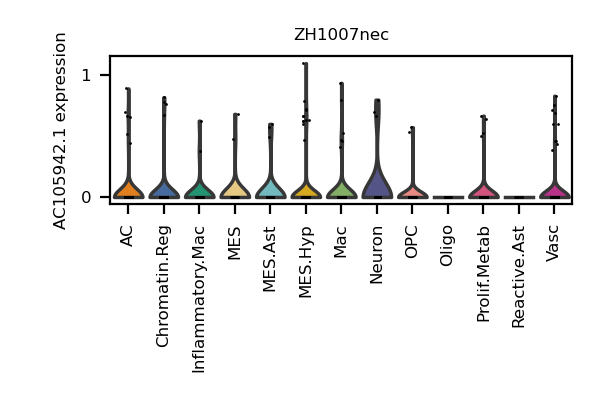 ZH1007nec
AC105942.1 expression
1
0
AC
Chromatin.Reg
Inflammatory.Mac
MES
MES.Ast
MES.Hyp
Mac
Neuron
OPC
Oligo
Prolif.Metab
Reactive.Ast
Vasc